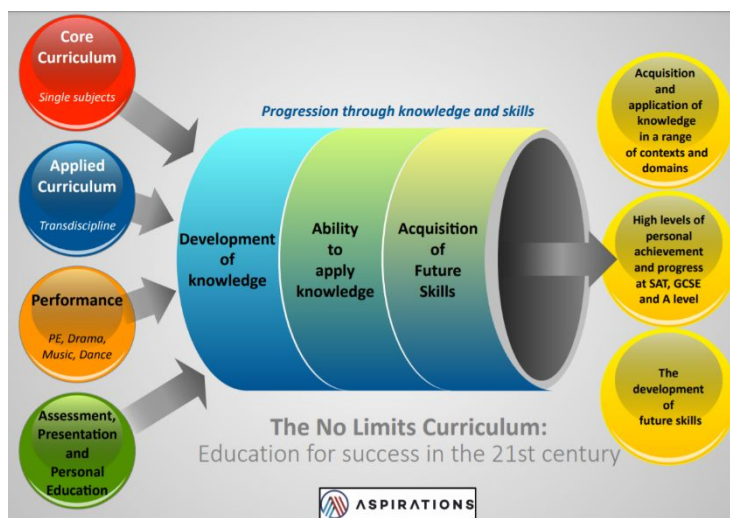 Core
Curriculum
Single subjects
Applied
Curriculum
Transdiscipline
Performance
PE, Drama,
Music, Dance
Assessment,
Presentation
and
Personal
Education
Progression through knowledge and skills
Development
of
knowledge
Ability
to
apply
knowledge
Acquisition
of
Future
Skills
Acquisition
and
application of
knowledge
in a range
of contexts and
domains
High levels of
personal
achievement
and progress
at SAT, GCSE
and A level
The
development
of
future skills
The No Limits Curriculum:
Education for success in the 21st century
ASPIRATIONS